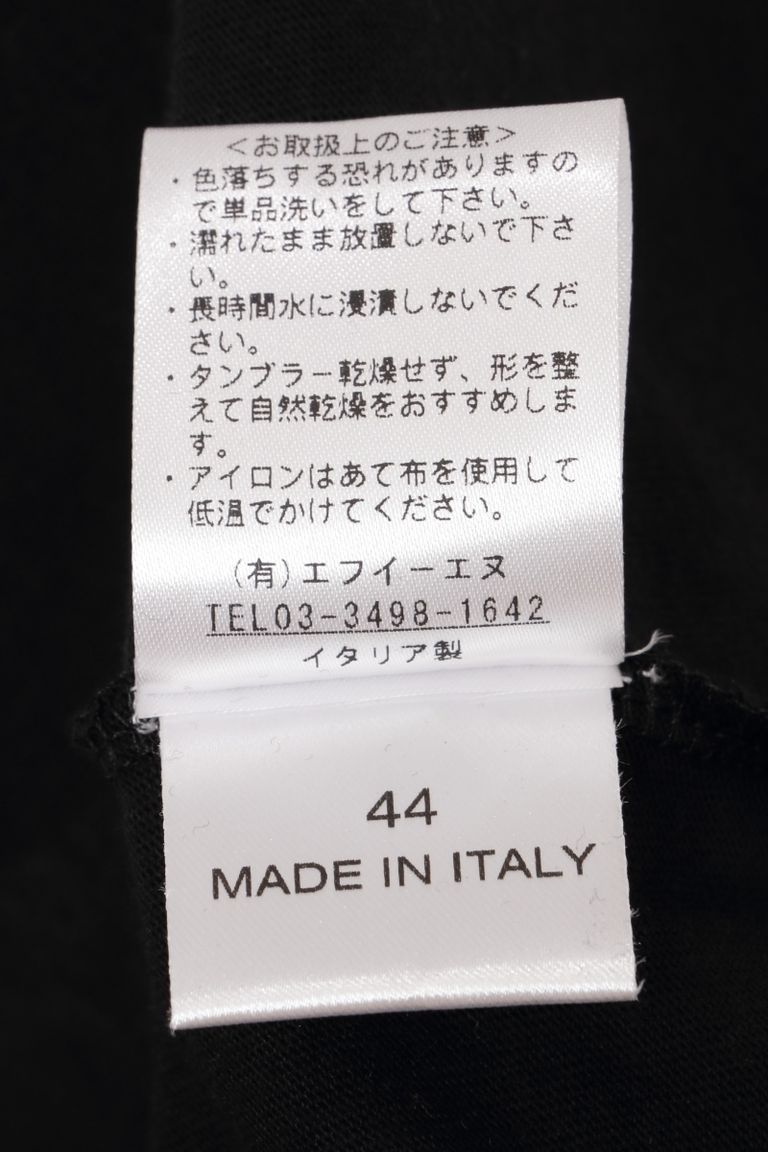 ＜お取扱上のご注意＞
・色落ちする恐れがありますの
で単品洗いをして下さい。
・濡れたまま放置しないで下さ
い。
・長時間水に浸漬しないでくだ
さい。
・タンブラー乾燥せず、形を整
えて自然乾燥をおすすめしま
す。
・アイロンはあて布を使用して
低温でかけてください。
(有)エフイーエヌ
TEL03-3498-1642
イタリア製
44
MADE IN ITALY